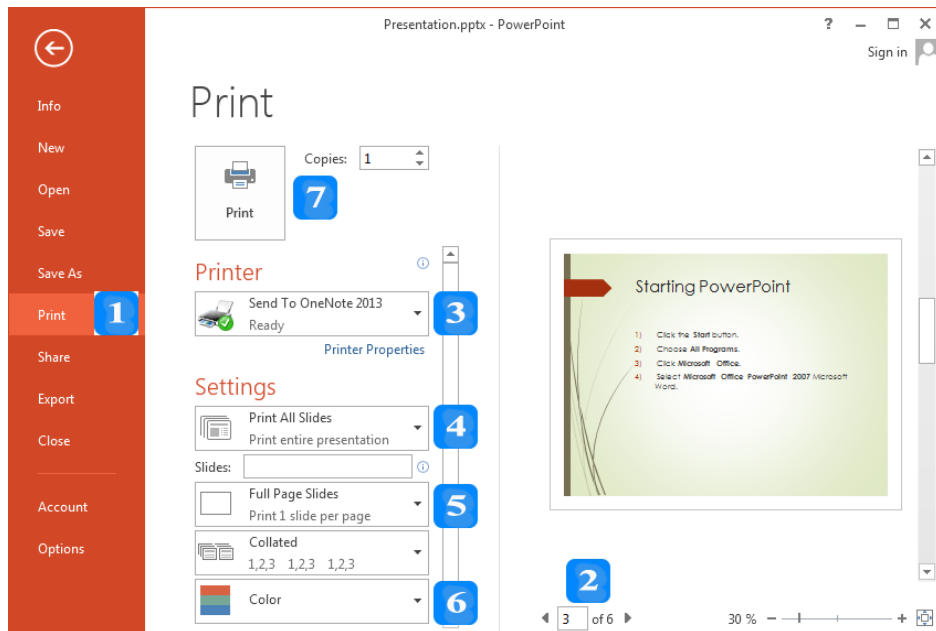 Presentation.pptx - PowerPoint
?
Sign in
Info
New
Open
Save
Save As
Print
1
Share
Export
Close
Account
Options
Print
Print
Copies: 1
7
Printer
Send To OneNote 2013
Ready
3
Printer Properties
Settings
Print All Slides
Print entire presentation
4
Slides:
Full Page Slides
Print 1 slide per page
5
Collated
1,2,3 1,2,3 1,2,3
Color
6
Starting PowerPoint
1) Click the Start button.
2) Choose All Programs.
3) Click Microsoft Office.
4) Select Microsoft Office PowerPoint 2007 Microsoft
Word.
2
3 of 6
30 %